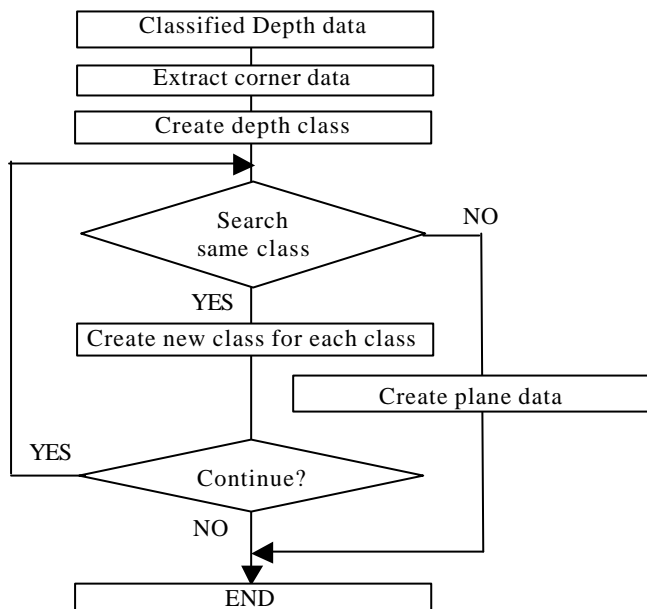 Classified Depth data
Extract corner data
Create depth class
Search
same class
NO
YES
Create new class for each class
Create plane data
YES
Continue?
NO
END